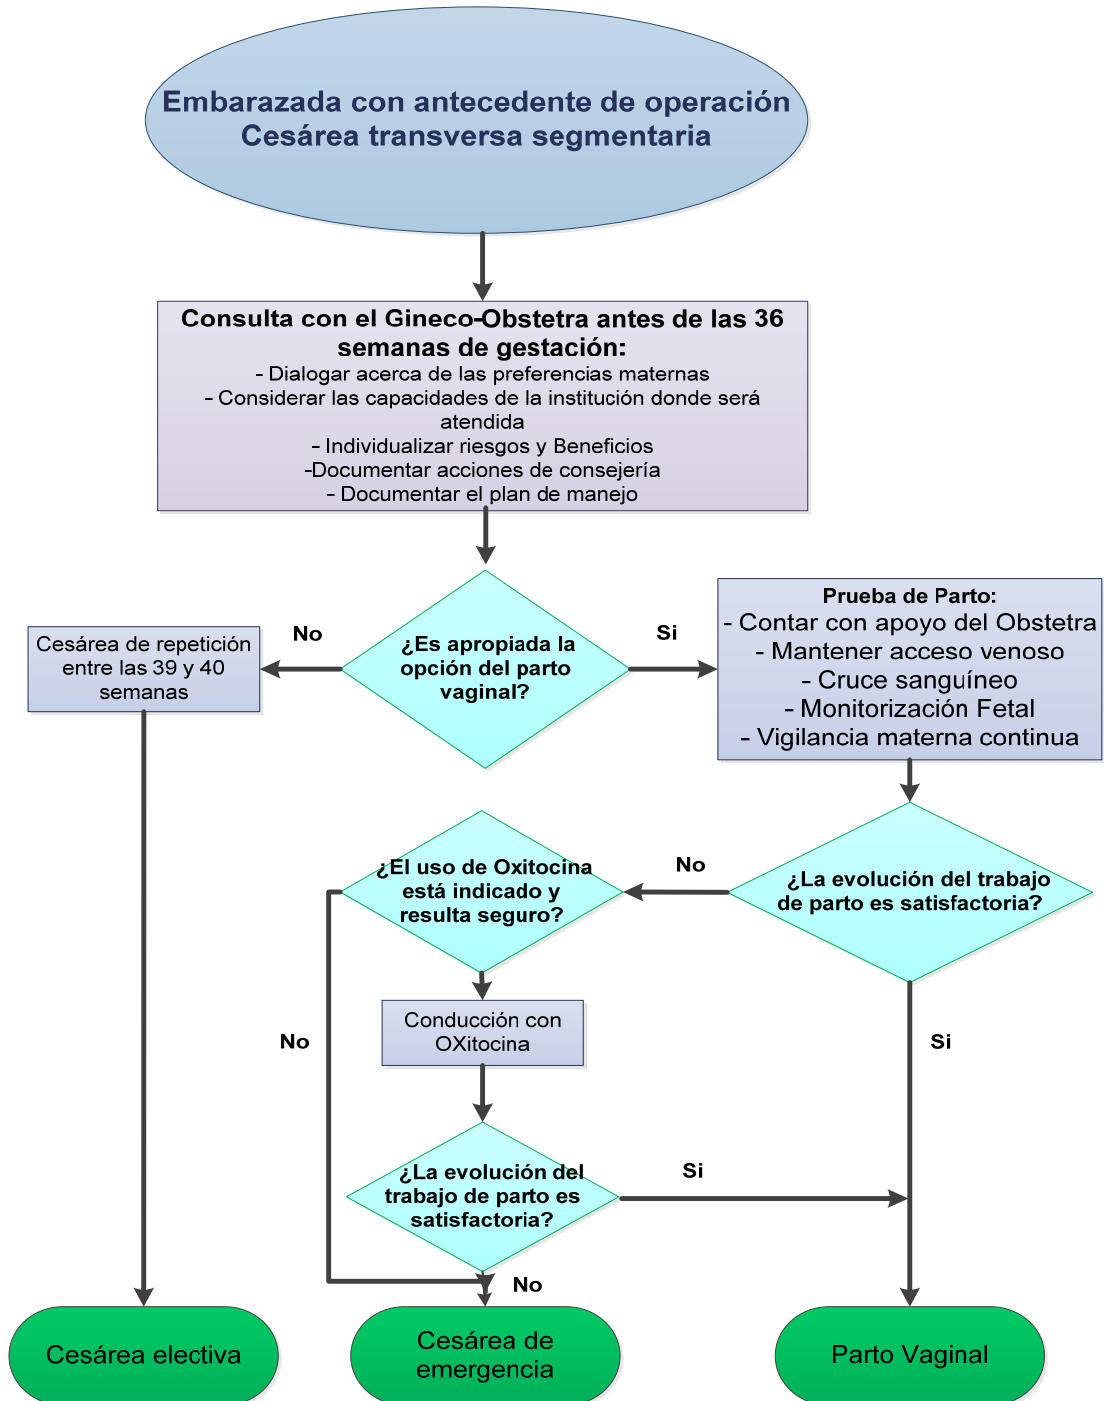 Embarazada con antecedente de operación
Cesárea transversa segmentaria
Consulta con el Gineco-Obstetra antes de las 36
semanas de gestación:
- Dialogar acerca de las preferencias maternas
- Considerar las capacidades de la institución donde será
atendida
- Individualizar riesgos y Beneficios
-Documentar acciones de consejería
- Documentar el plan de manejo
¿Es apropiada la
opción del parto
vaginal?
No
Si
Cesárea de repetición
entre las 39 y 40
semanas
Prueba de Parto:
- Contar con apoyo del Obstetra
- Mantener acceso venoso
- Cruce sanguíneo
- Monitorización Fetal
- Vigilancia materna continua
¿La evolución del trabajo
de parto es satisfactoria?
No
¿El uso de Oxitocina
está indicado y
resulta seguro?
Conducción con
OXitocina
No
Si
¿La evolución del
trabajo de parto es
satisfactoria?
Si
No
Cesárea electiva
Cesárea de
emergencia
Parto Vaginal